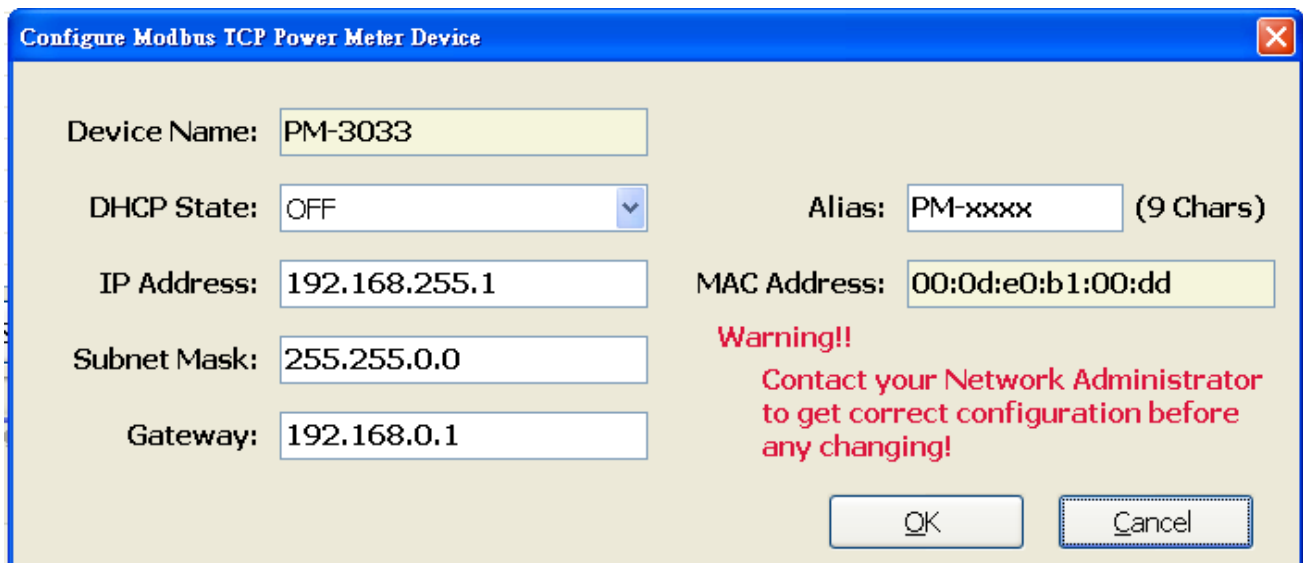 Configure Modbus TCP Power Meter Device
Device Name: PM-3033
DHCP State: OFF
Alias: PM-xxxx (9 Chars)
IP Address: 192.168.255.1
MAC Address: 00:0d:e0:b1:00:dd
Subnet Mask: 255.255.0.0
Gateway: 192.168.0.1
Warning!!
Contact your Network Administrator
to get correct configuration before
any changing!
OK
Cancel